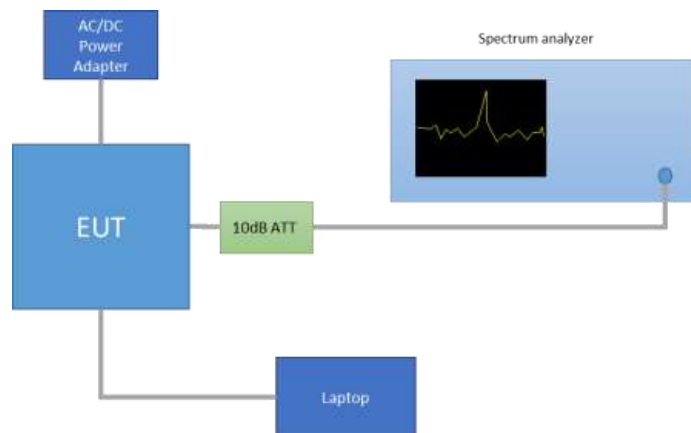 AC/DC
Power
Adapter
Spectrum analyzer
EUT
10dB ATT
Laptop